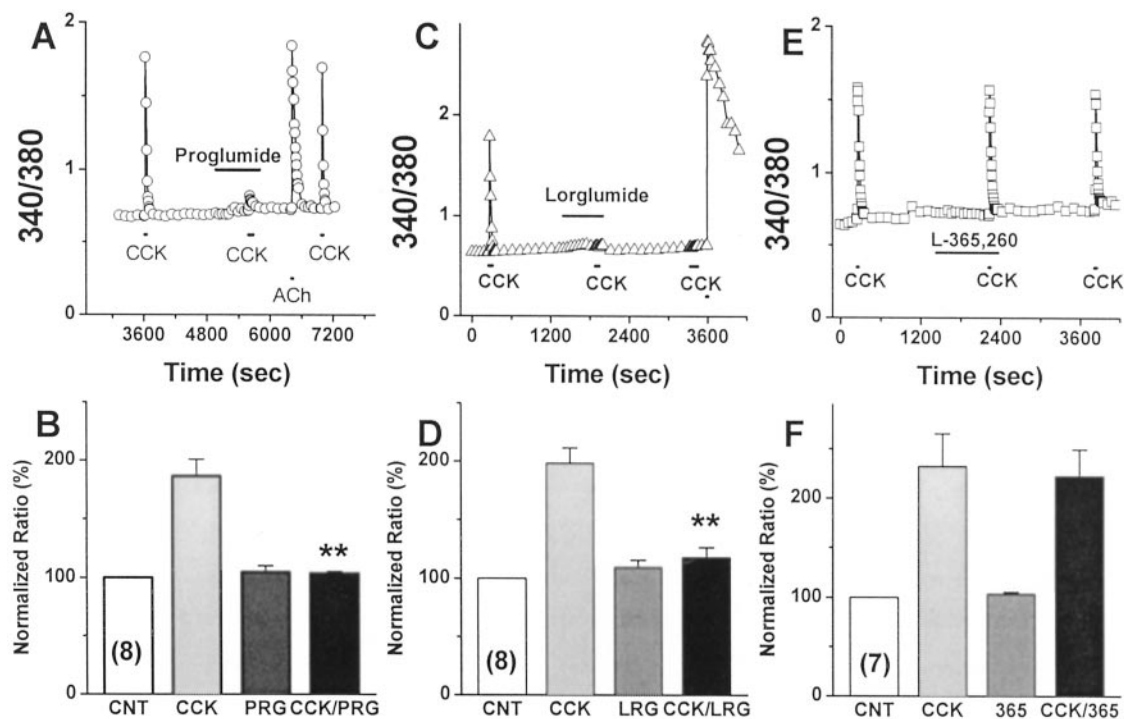 A
2
1
0
340/380
Proglumide
CCK
CCK
CCK
ACh
3600
4800
6000
7200
Time (sec)
C
2
1
0
340/380
Lorglumide
CCK
CCK
CCK
0
1200
2400
3600
Time (sec)
E
2
1
0
340/380
L-365,260
CCK
CCK
CCK
0
1200
2400
3600
Time (sec)
B
Normalized Ratio (%)
200
100
0
**
(8)
CNT
CCK
PRG
CCK/PRG
D
Normalized Ratio (%)
200
100
0
**
(8)
CNT
CCK
LRG
CCK/LRG
F
Normalized Ratio (%)
200
100
0
(7)
CNT
CCK
365
CCK/365